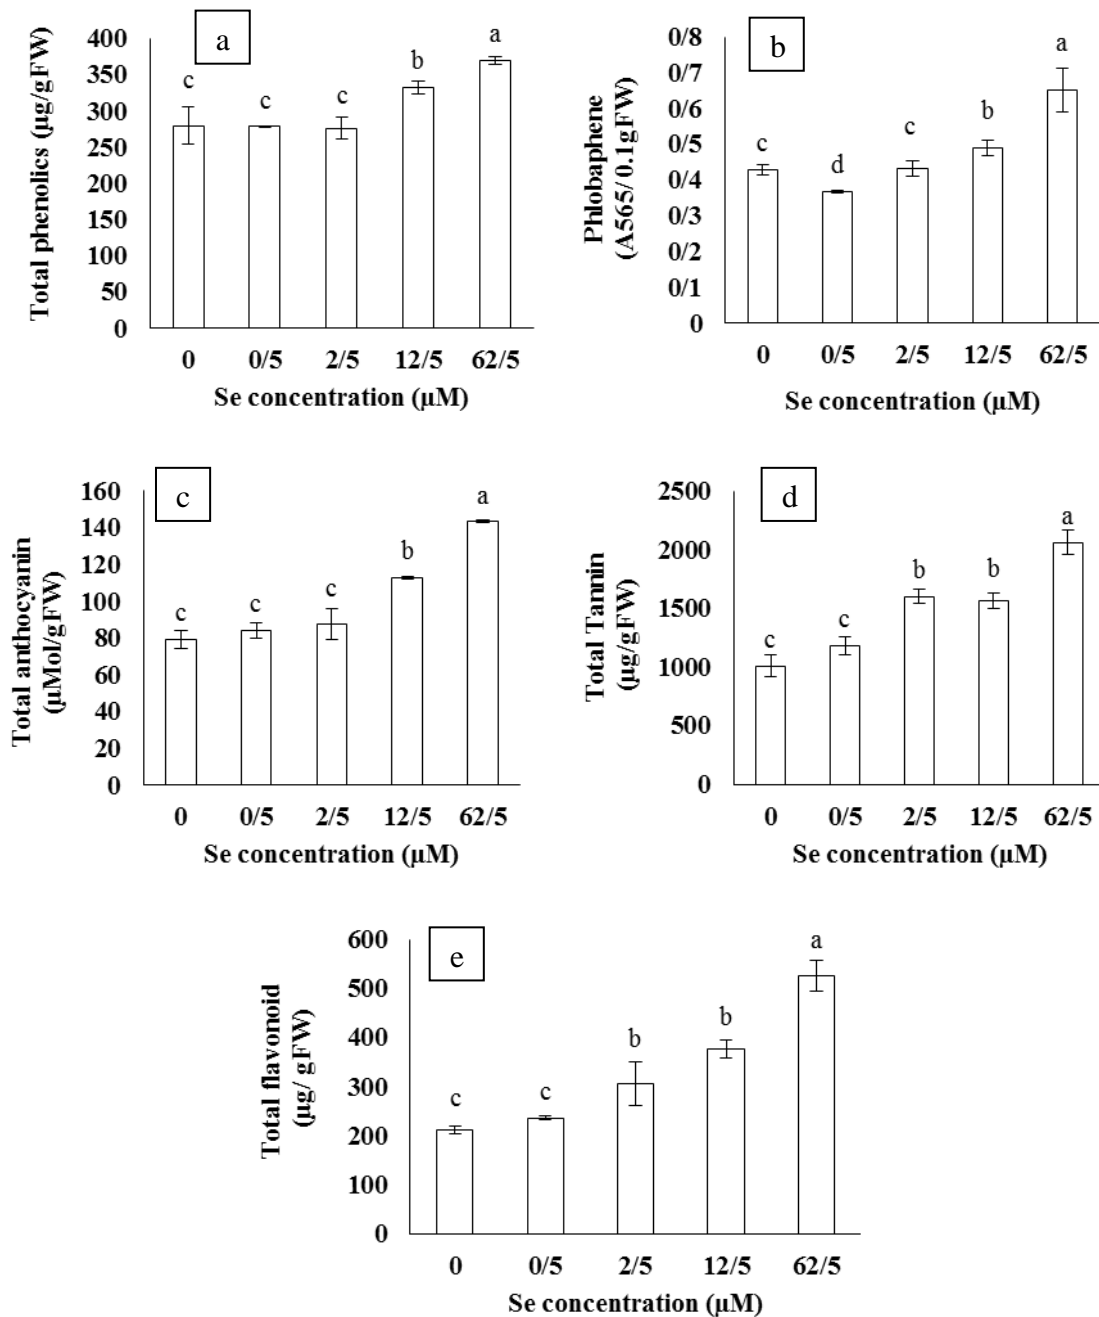 a
Total phenolics (µg/gFW)
400
350
300
250
200
150
100
50
0
c
c
c
b
a
0 0/5 2/5 12/5 62/5
Se concentration (µM)
b
Phlobaphene
(A565/ 0.1gFW)
0/8
0/7
0/6
0/5
0/4
0/3
0/2
0/1
0
c
d
c
b
a
0 0/5 2/5 12/5 62/5
Se concentration (µM)
c
Total anthocyanin
(µMol/gFW)
160
140
120
100
80
60
40
20
0
c
c
c
b
a
0 0/5 2/5 12/5 62/5
Se concentration (µM)
d
Total Tannin
(µg/gFW)
2500
2000
1500
1000
500
0
c
c
b
b
a
0 0/5 2/5 12/5 62/5
Se concentration (µM)
e
Total flavonoid
(µg/ gFW)
600
500
400
300
200
100
0
c
c
b
b
a
0 0/5 2/5 12/5 62/5
Se concentration (µM)